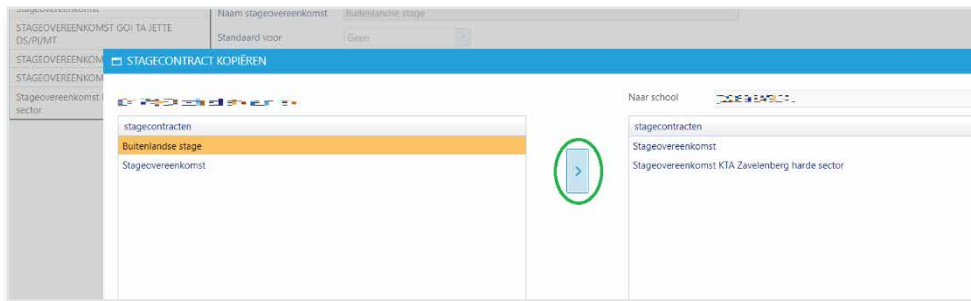 Stageovereenkomst
Naam stageovereenkomst Buitenlandse stage
STAGEOVEREENKOMST GO! TA JETTE
DS/PI/MT
Standaard voor Geen
STAGEOVEREENKOM
STAGECONTRACT KOPIËREN
STAGEOVEREENKOM
Stageovereenkomst
sector
Naar school
stagecontracten
stagecontracten
Buitenlandse stage
Stageovereenkomst
Stageovereenkomst
Stageovereenkomst KTA Zavelenberg harde sector